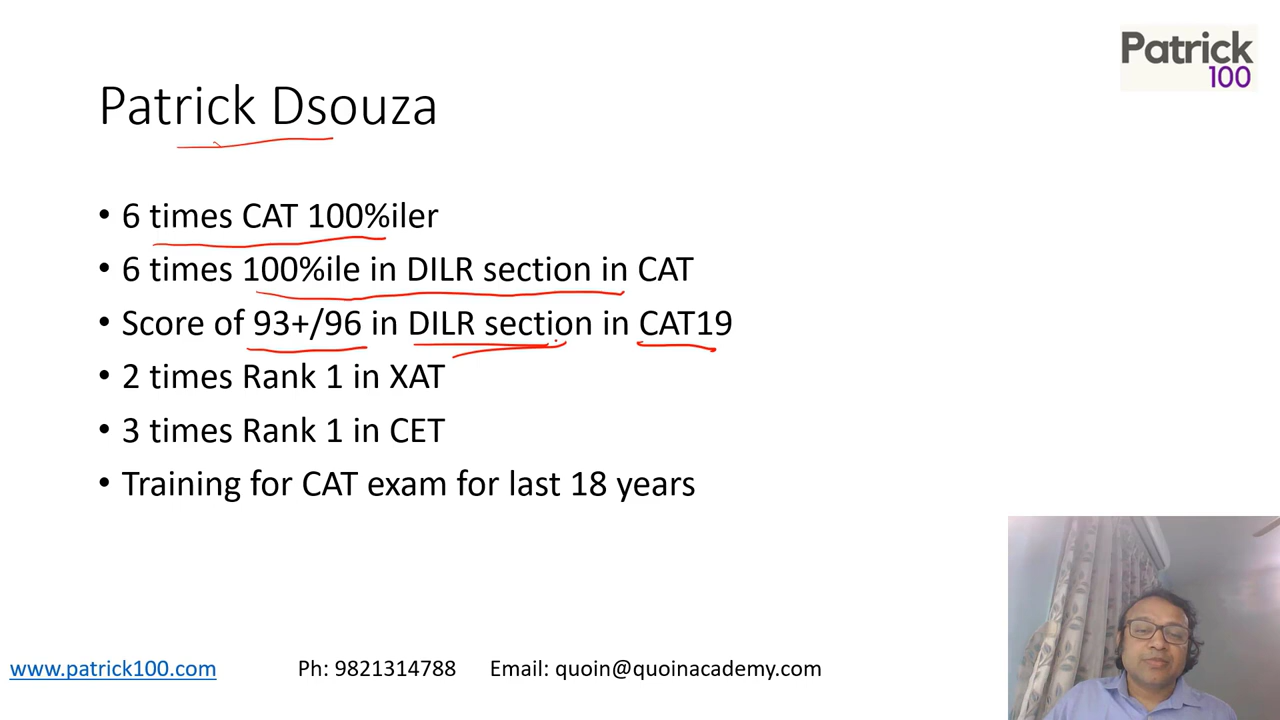 Patrick
100
Patrick Dsouza
• 6 times CAT 100%iler
• 6 times 100%ile in DILR section in CAT
• Score of 93+/96 in DILR section in CAT19
• 2 times Rank 1 in XAT
• 3 times Rank 1 in CET
• Training for CAT exam for last 18 years
www.patrick100.com Ph: 9821314788 Email: quoin@quoinacademy.com